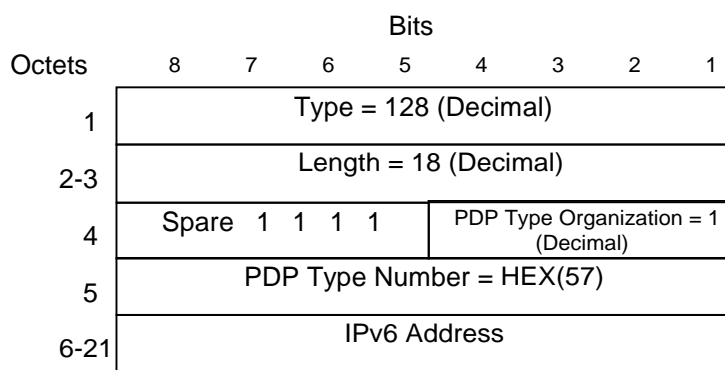 Bits
Octets 8 7 6 5 4 3 2 1
1 Type = 128 (Decimal)
2-3 Length = 18 (Decimal)
4 Spare 1 1 1 1 PDP Type Organization = 1
(Decimal)
5 PDP Type Number = HEX(57)
6-21 IPv6 Address